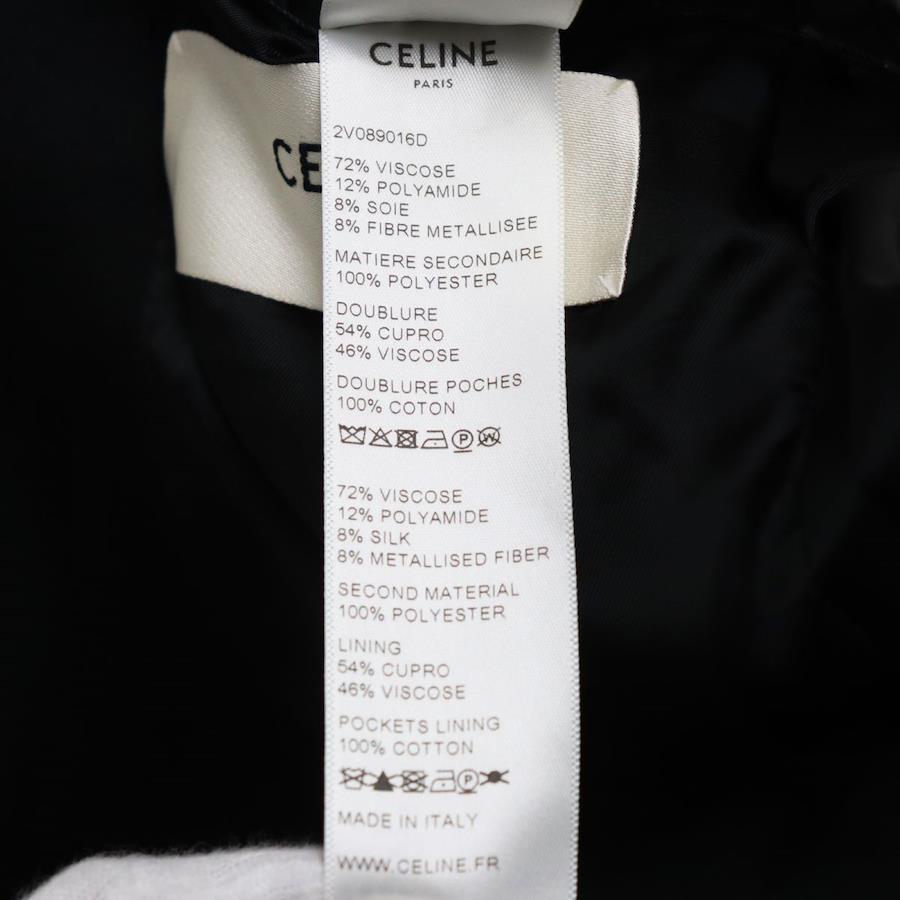 CELINE
PARIS
CE
2V089016D
72% VISCOSE
12% POLYAMIDE
8% SOIE
8% FIBRE METALLISEE
MATIERE SECONDAIRE
100% POLYESTER
DOUBLURE
54% CUPRO
46% VISCOSE
DOUBLURE POCHES
100% COTON
P W
72% VISCOSE
12% POLYAMIDE
8% SILK
8% METALLISED FIBER
SECOND MATERIAL
100% POLYESTER
LINING
54% CUPRO
46% VISCOSE
POCKETS LINING
100% COTTON
P
MADE IN ITALY
WWW.CELINE.FR